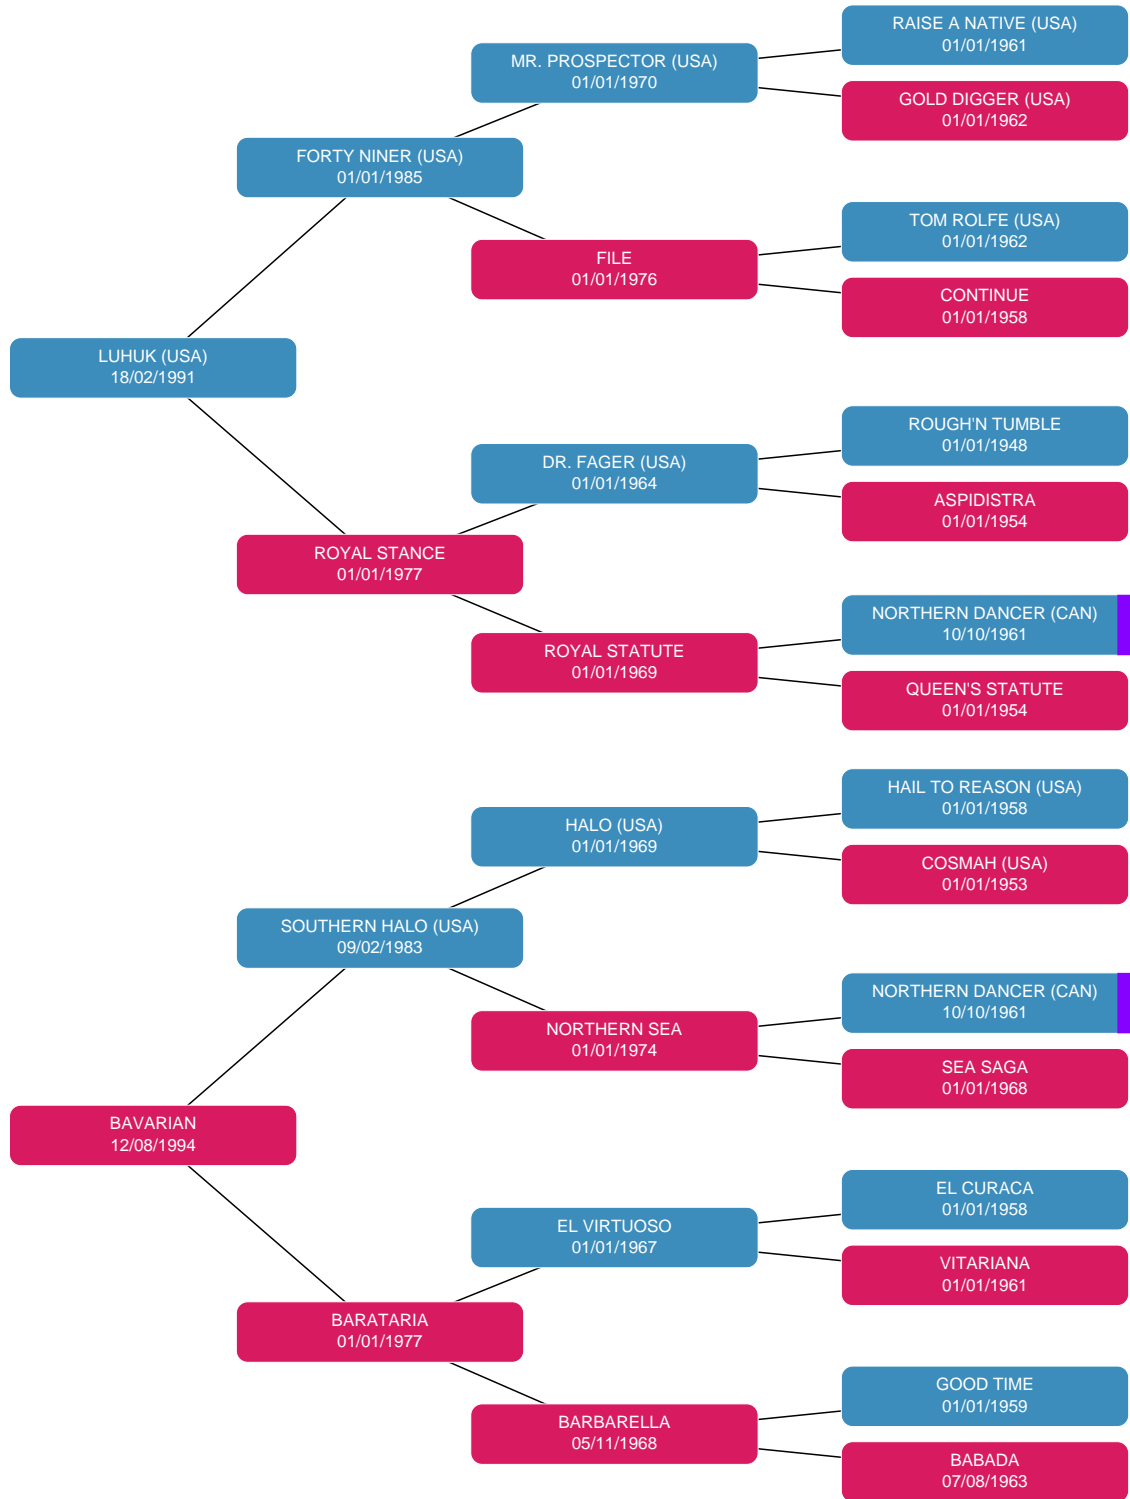 RAISE A NATIVE (USA)
01/01/1961
MR. PROSPECTOR (USA)
01/01/1970
GOLD DIGGER (USA)
01/01/1962
FORTY NINER (USA)
01/01/1985
TOM ROLFE (USA)
01/01/1962
FILE
01/01/1976
CONTINUE
01/01/1958
LUHUK (USA)
18/02/1991
ROUGH'N TUMBLE
01/01/1948
DR. FAGER (USA)
01/01/1964
ASPIDISTRA
01/01/1954
ROYAL STANCE
01/01/1977
NORTHERN DANCER (CAN)
10/10/1961
ROYAL STATUTE
01/01/1969
QUEEN'S STATUTE
01/01/1954
HAIL TO REASON (USA)
01/01/1958
HALO (USA)
01/01/1969
COSMAH (USA)
01/01/1953
SOUTHERN HALO (USA)
09/02/1983
NORTHERN DANCER (CAN)
10/10/1961
NORTHERN SEA
01/01/1974
SEA SAGA
01/01/1968
BAVARIAN
12/08/1994
EL CURACA
01/01/1958
EL VIRTUOSO
01/01/1967
VITARIANA
01/01/1961
BARATARIA
01/01/1977
GOOD TIME
01/01/1959
BARBARELLA
05/11/1968
BABADA
07/08/1963